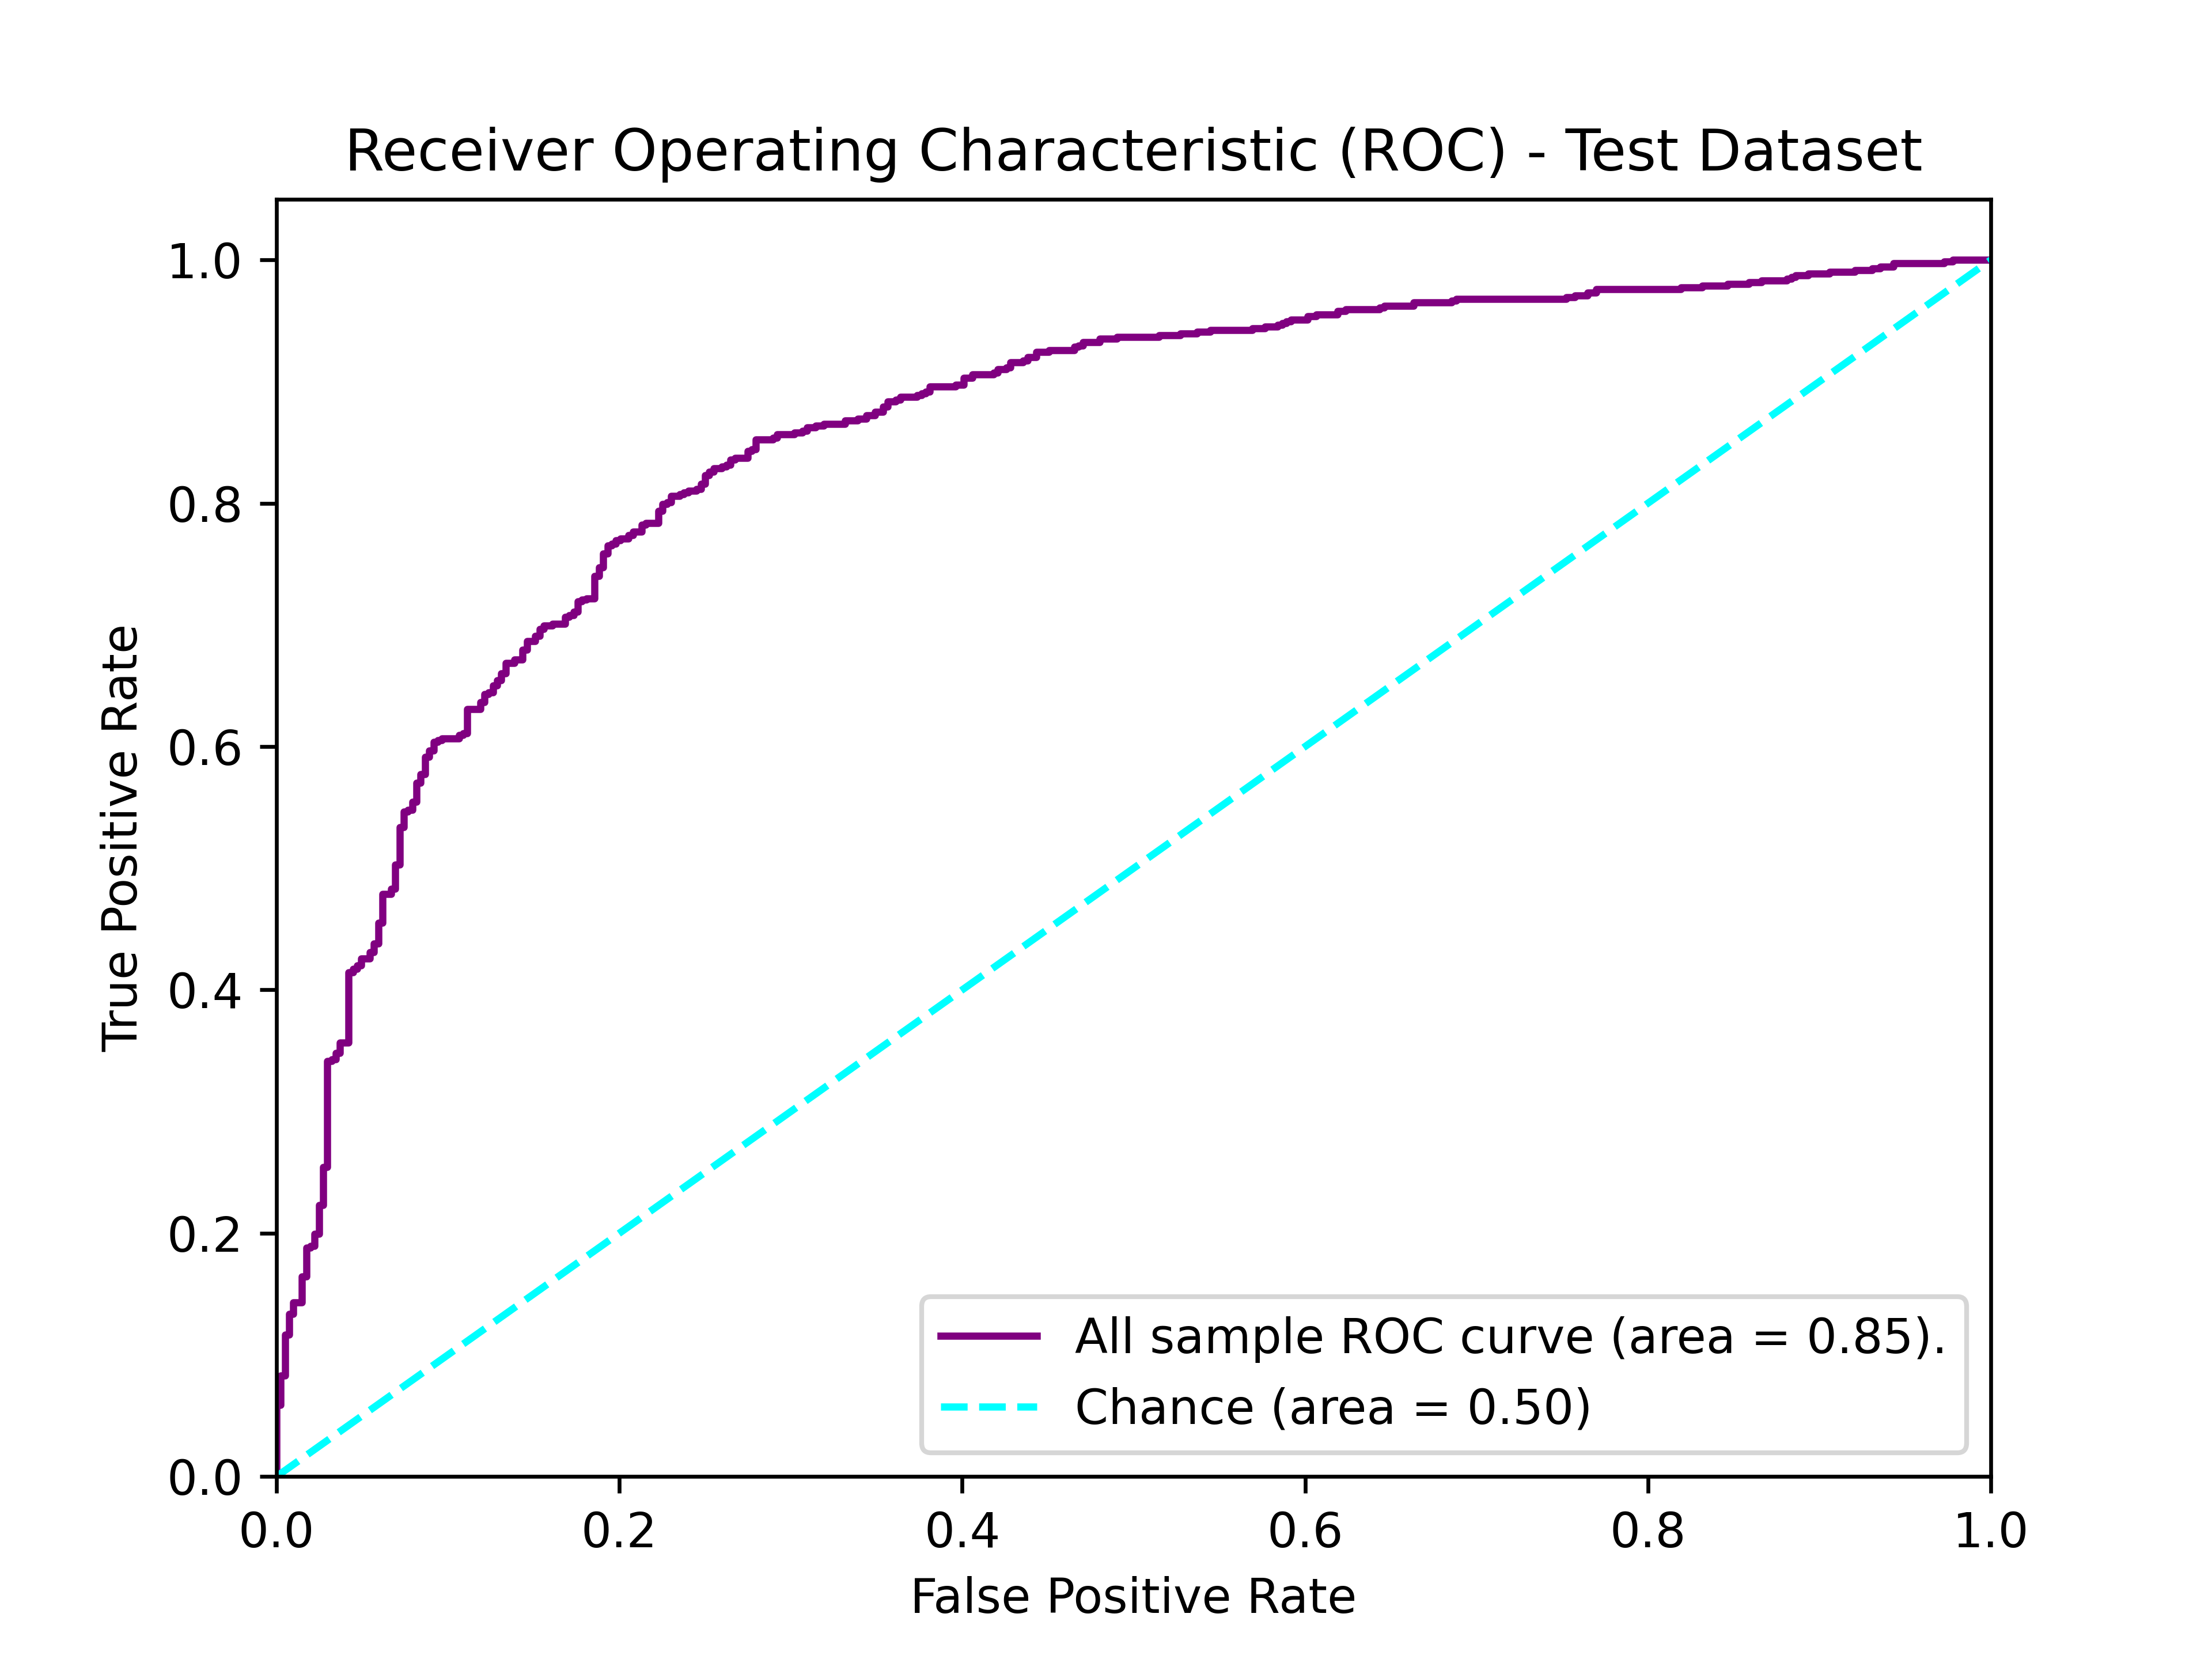 Receiver Operating Characteristic (ROC) - Test Dataset
True Positive Rate
1.0
0.8
0.6
0.4
0.2
0.0
0.0 0.2 0.4 0.6 0.8 1.0
False Positive Rate
All sample ROC curve (area = 0.85).
Chance (area = 0.50)